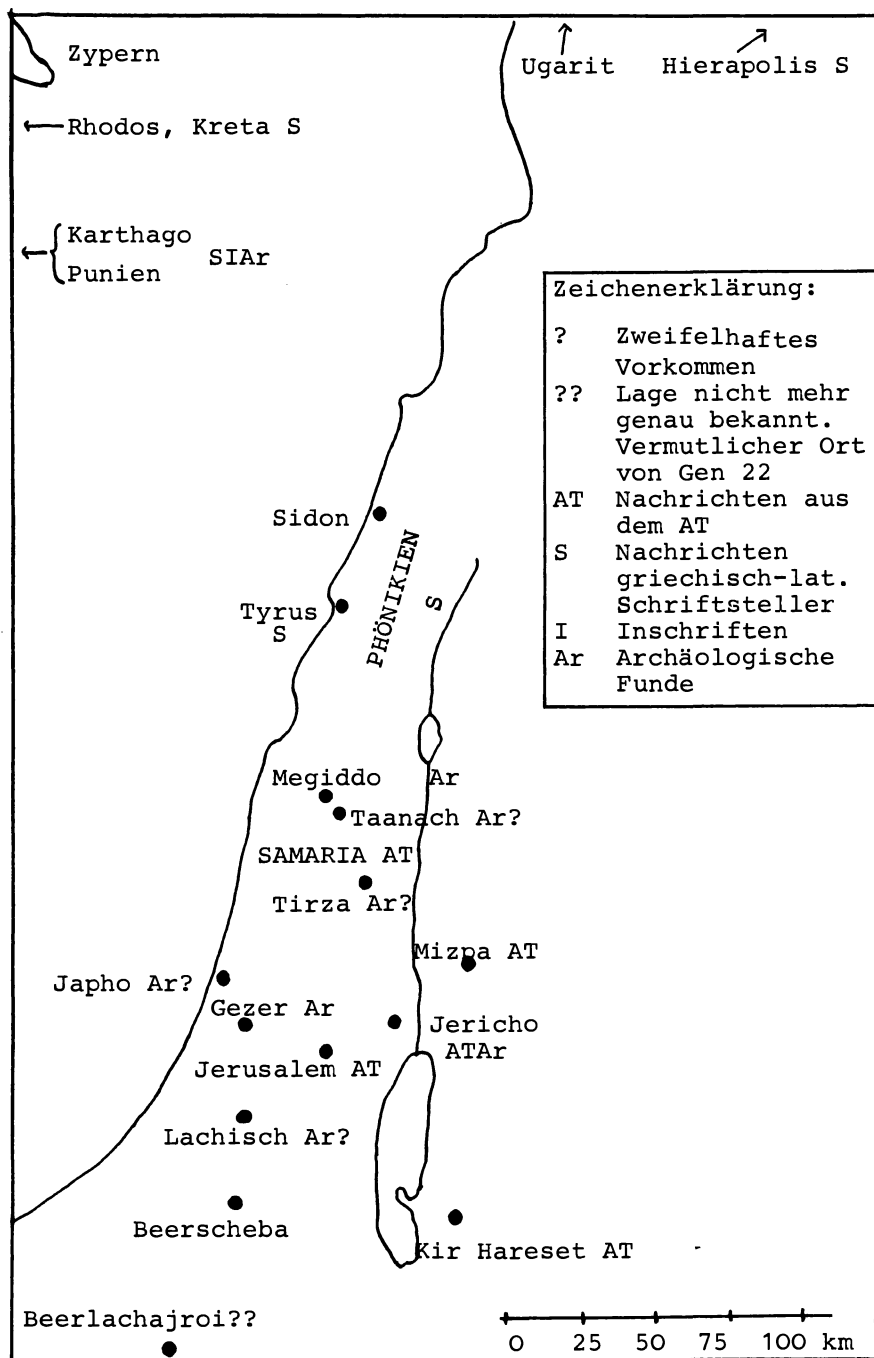 Zypern
Ugarit Hierapolis S
Rhodos, Kreta S
Karthago
Punien
SIAr
Zeichenerklärung:
? Zweifelhaftes
Vorkommen
?? Lage nicht mehr
genau bekannt.
Vermutlicher Ort
von Gen 22
AT Nachrichten aus
dem AT
S Nachrichten
griechisch-lat.
Schriftsteller
I Inschriften
Ar Archäologische
Funde
Sidon
PHÖNIKIEN
S
Tyrus
S
Megiddo Ar
Taanach Ar?
SAMARIA AT
Tirza Ar?
Mizpa AT
Japho Ar?
Gezer Ar
Jericho
ATAr
Jerusalem AT
Lachisch Ar?
Beerscheba
Kir Hareset AT
Beerlachajroi??
0 25 50 75 100 km